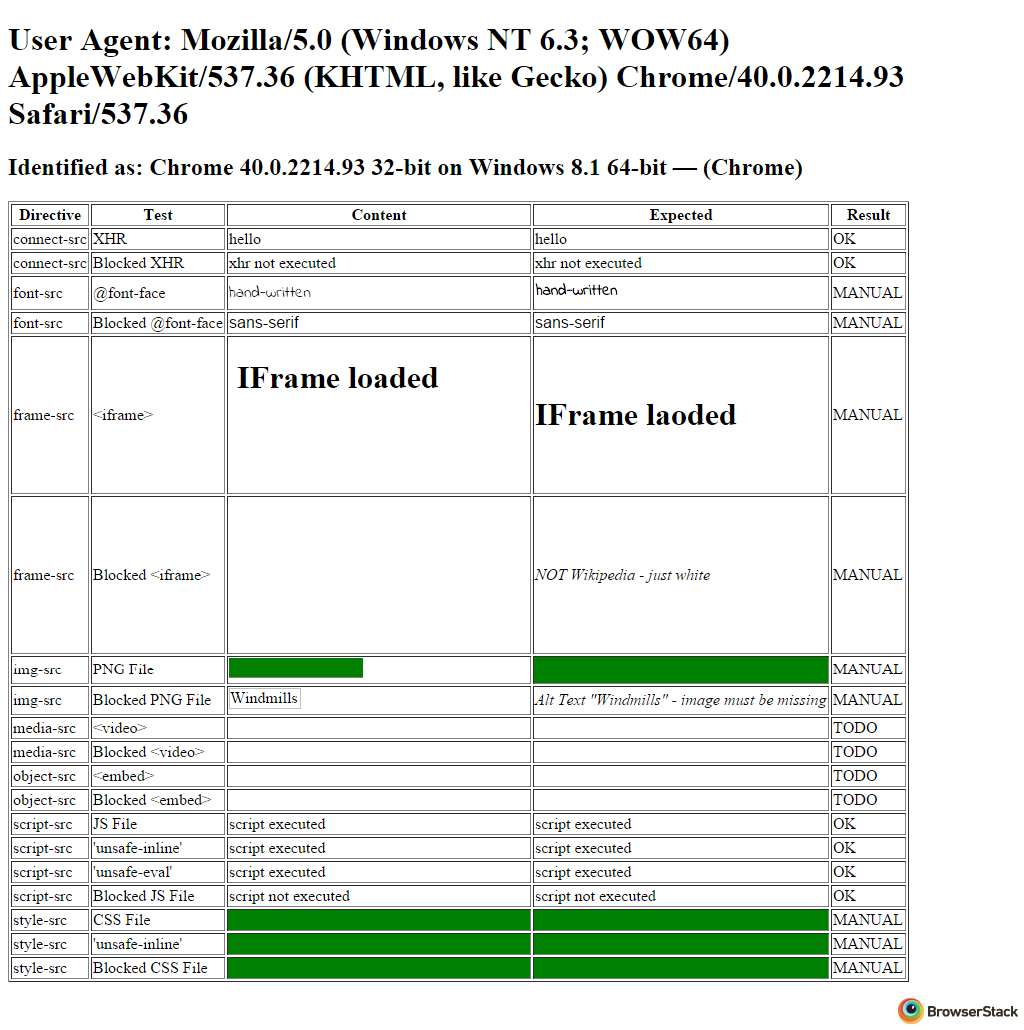 User Agent: Mozilla/5.0 (Windows NT 6.3; WOW64)
AppleWebKit/537.36 (KHTML, like Gecko) Chrome/40.0.2214.93
Safari/537.36
Identified as: Chrome 40.0.2214.93 32-bit on Windows 8.1 64-bit — (Chrome)
Directive Test Content Expected Result
connect-src XHR hello hello OK
connect-src Blocked XHR xhr not executed xhr not executed OK
font-src @font-face hand-written hand-written MANUAL
font-src Blocked @font-face sans-serif sans-serif MANUAL
frame-src <iframe> IFrame loaded IFrame laoded MANUAL
frame-src Blocked <iframe> NOT Wikipedia - just white MANUAL
img-src PNG File MANUAL
img-src Blocked PNG File Windmills Alt Text "Windmills" - image must be missing MANUAL
media-src <video> TODO
media-src Blocked <video> TODO
object-src <embed> TODO
object-src Blocked <embed> TODO
script-src JS File script executed script executed OK
script-src 'unsafe-inline' script executed script executed OK
script-src 'unsafe-eval' script executed script executed OK
script-src Blocked JS File script not executed script not executed OK
style-src CSS File MANUAL
style-src 'unsafe-inline' MANUAL
style-src Blocked CSS File MANUAL
BrowserStack